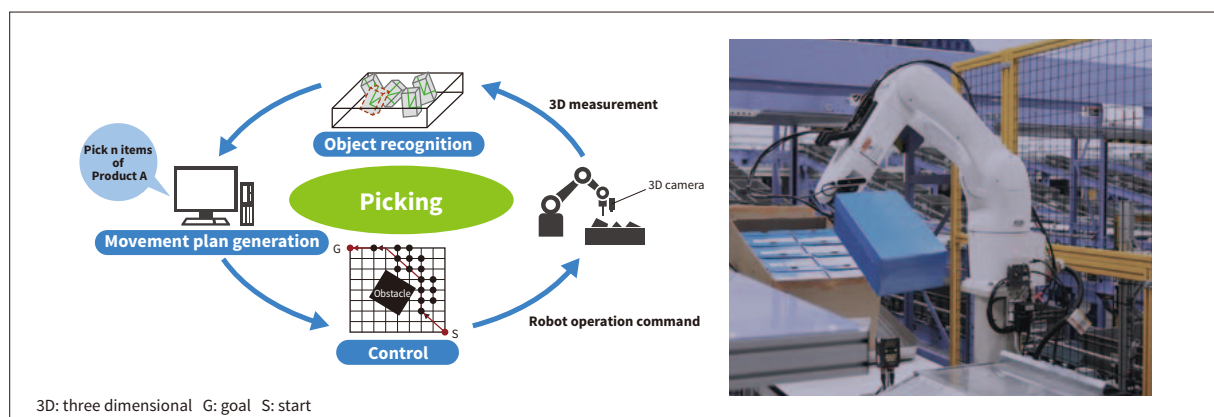 3D measurement
Object recognition
Pick n items
of
Product A
Picking
3D camera
Movement plan generation
G
Obstacle
S
Robot operation command
Control
3D: three dimensional G: goal S: start